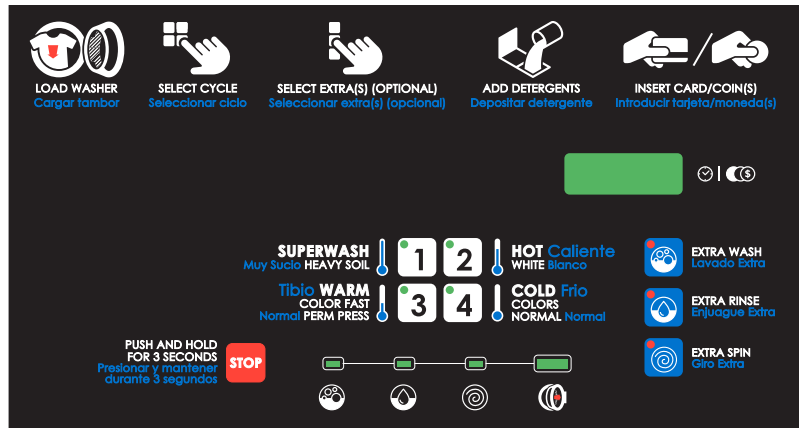 LOAD WASHER
Cargar tambor
SELECT CYCLE
Seleccionar ciclo
SELECT EXTRA(S) (OPTIONAL)
Seleccionar extra(s) (opcional)
ADD DETERGENTS
Depositar detergente
INSERT CARD/COIN(S)
Introducir tarjeta/moneda(s)
$
SUPERWASH
Muy Sucio HEAVY SOIL
1
2
HOT Caliente
WHITE Blanco
Tibio WARM
COLOR FAST
Normal PERM PRESS
3
4
COLD Frio
COLORS
NORMAL Normal
EXTRA WASH
Lavado Extra
EXTRA RINSE
Enjuague Extra
EXTRA SPIN
Giro Extra
PUSH AND HOLD
FOR 3 SECONDS
Presionar y mantener
durante 3 segundos
STOP